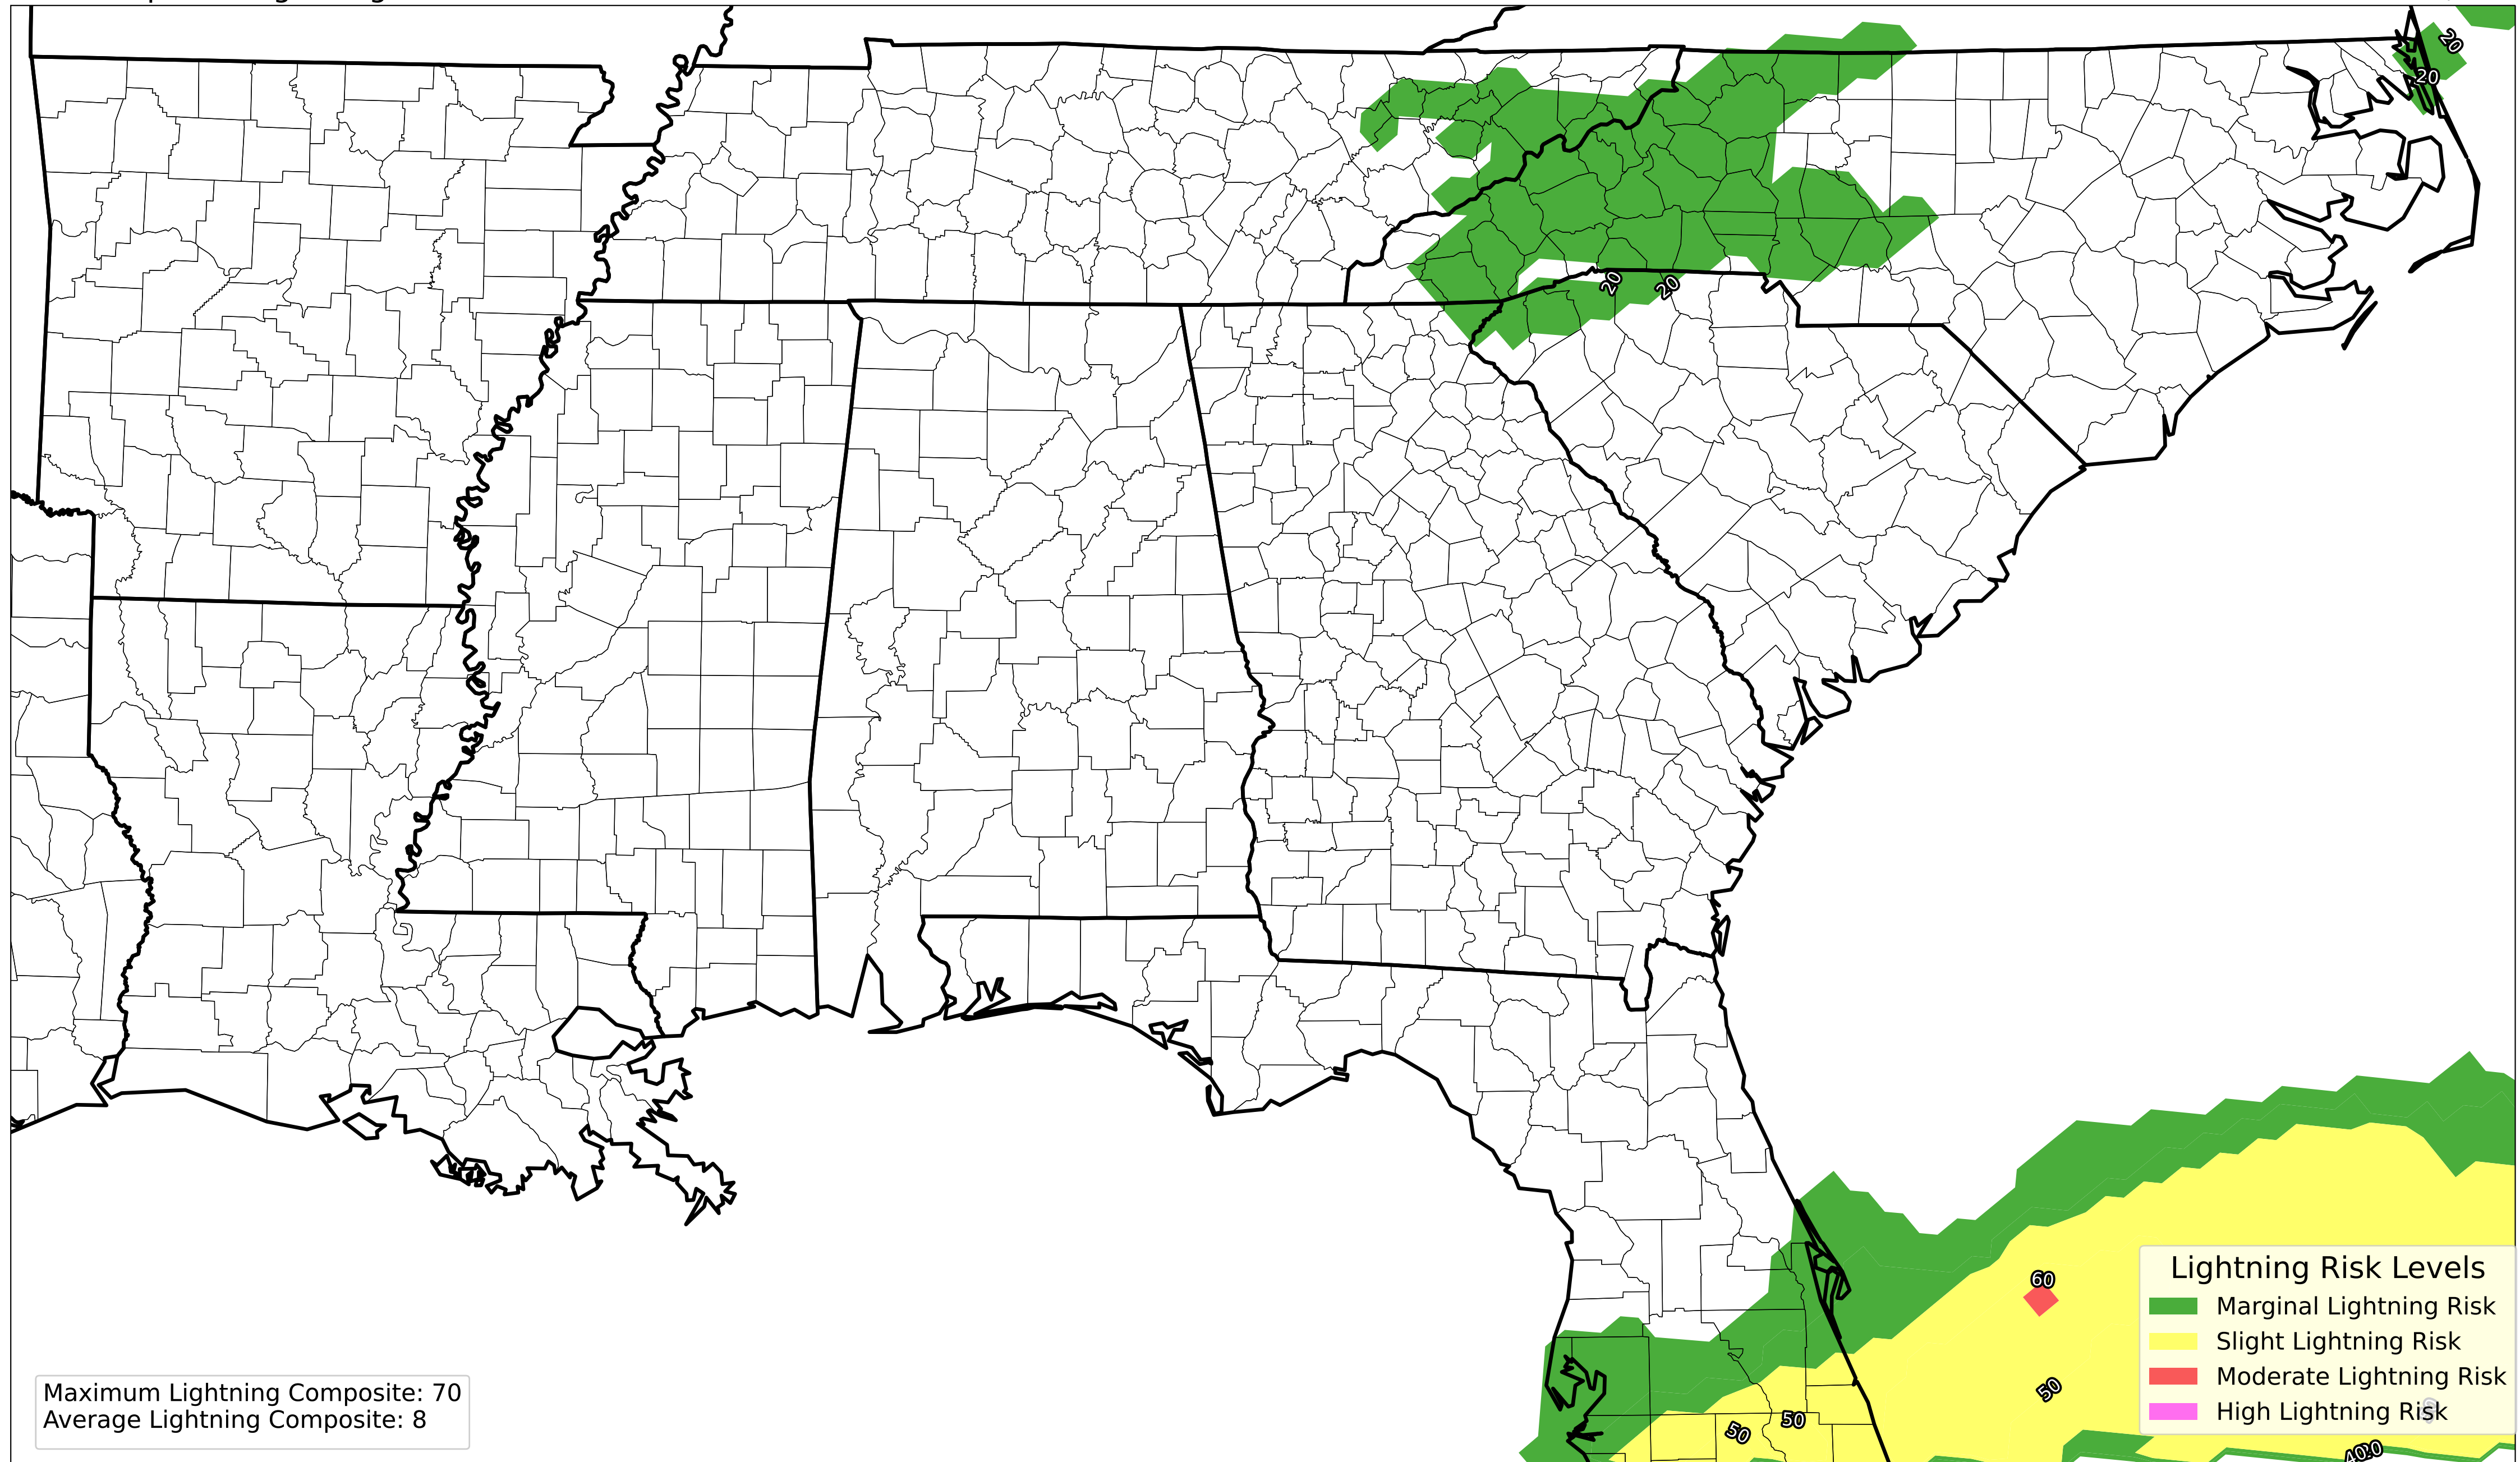 20
20
20
20
60
50
50
50
Lightning Risk Levels
Marginal Lightning Risk
Slight Lightning Risk
Moderate Lightning Risk
High Lightning Risk
Maximum Lightning Composite: 70
Average Lightning Composite: 8